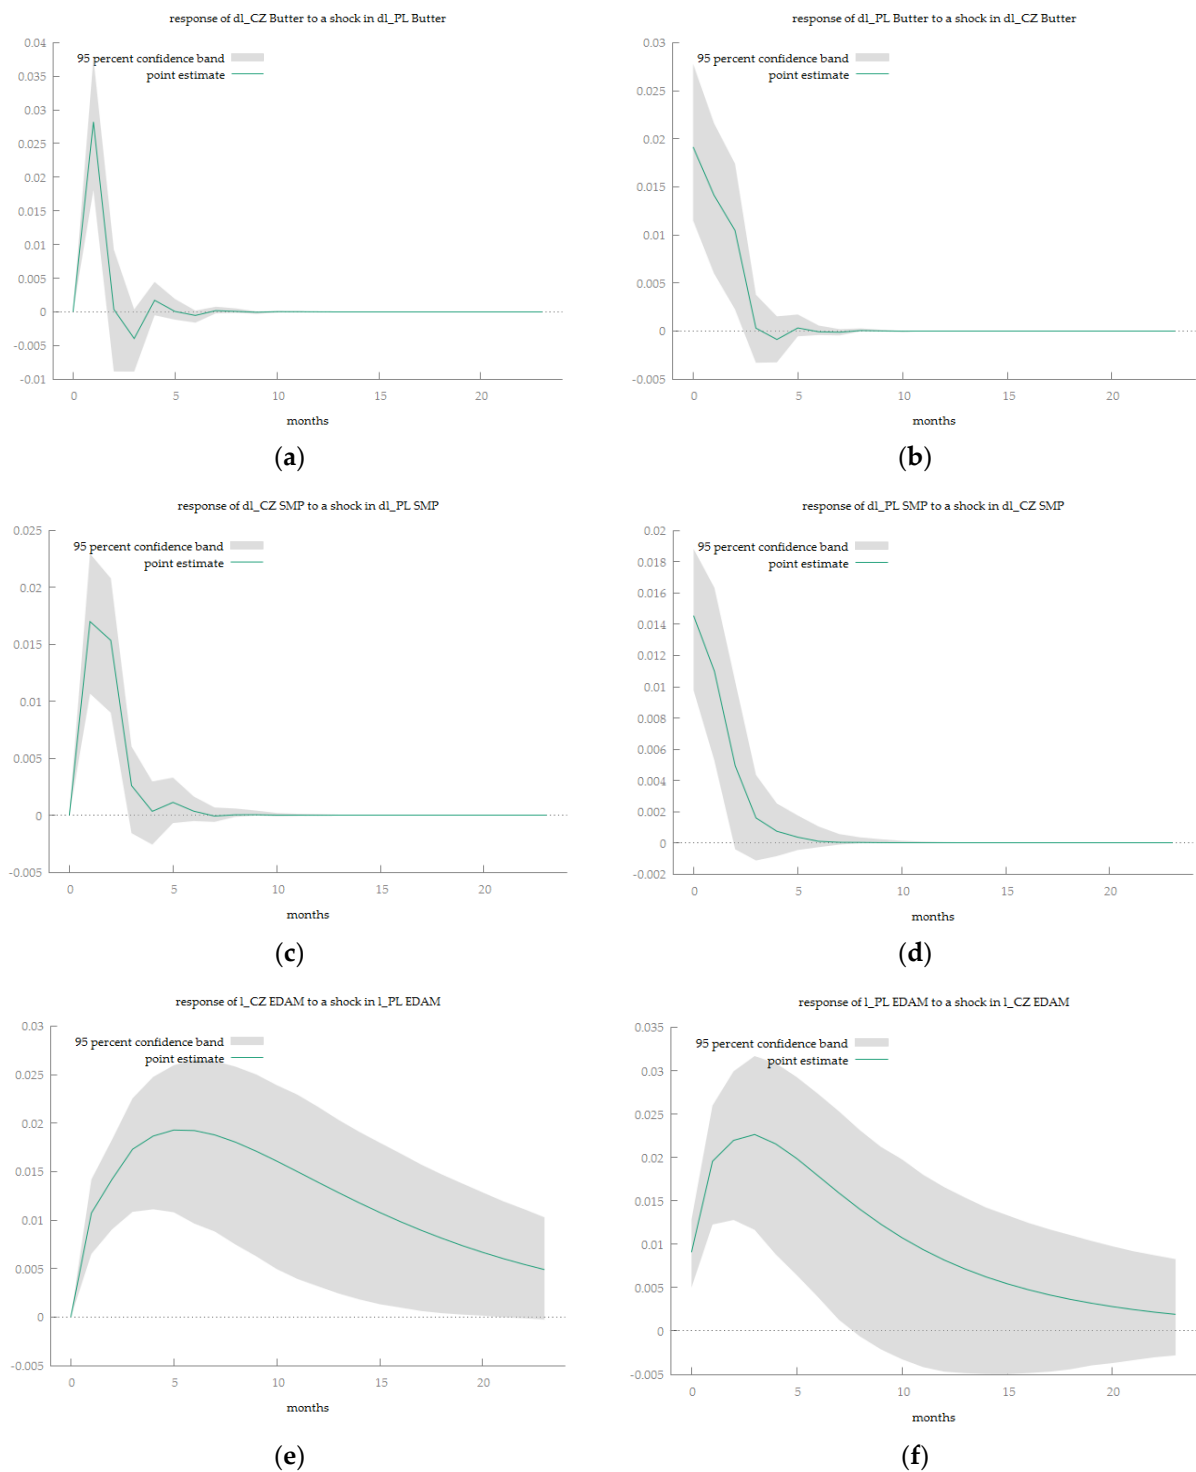 response of dl_CZ Butter to a shock in dl_PL Butter
0.04
0.035
0.03
0.025
0.02
0.015
0.01
0.005
0
-0.005
-0.01
95 percent confidence band
point estimate
0 5 10 15 20
months
(a)
response of dl_PL Butter to a shock in dl_CZ Butter
0.03
0.025
0.02
0.015
0.01
0.005
0
-0.005
95 percent confidence band
point estimate
0 5 10 15 20
months
(b)
response of dl_CZ SMP to a shock in dl_PL SMP
0.025
0.02
0.015
0.01
0.005
0
-0.005
95 percent confidence band
point estimate
0 5 10 15 20
months
(c)
response of dl_PL SMP to a shock in dl_CZ SMP
0.02
0.018
0.016
0.014
0.012
0.01
0.008
0.006
0.004
0.002
0
-0.002
95 percent confidence band
point estimate
0 5 10 15 20
months
(d)
response of l_CZ EDAM to a shock in l_PL EDAM
0.03
0.025
0.02
0.015
0.01
0.005
0
-0.005
95 percent confidence band
point estimate
0 5 10 15 20
months
(e)
response of l_PL EDAM to a shock in l_CZ EDAM
0.035
0.03
0.025
0.02
0.015
0.01
0.005
0
-0.005
95 percent confidence band
point estimate
0 5 10 15 20
months
(f)